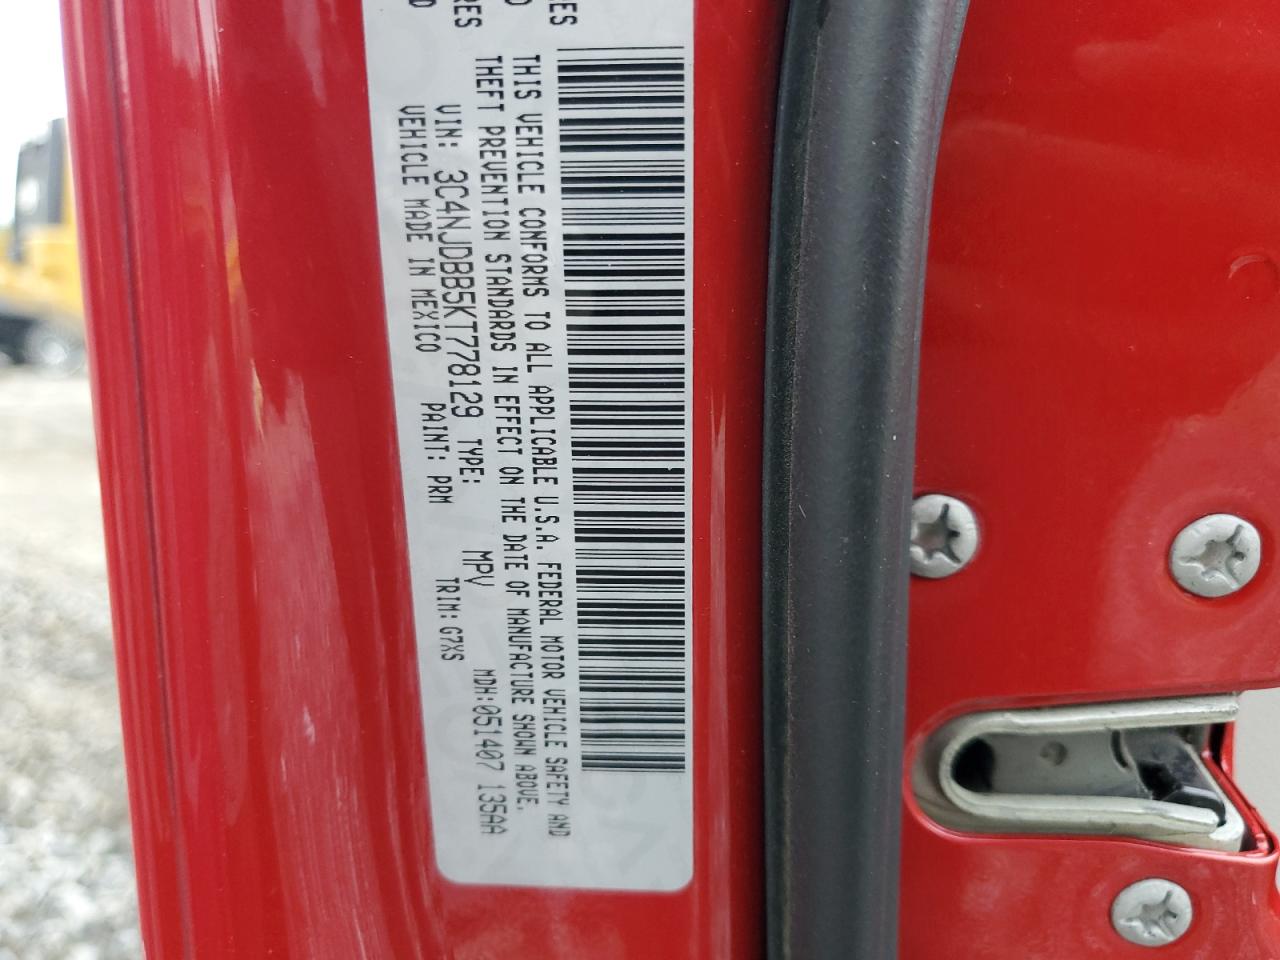 THIS VEHICLE CONFORMS TO ALL APPLICABLE U.S.A. FEDERAL MOTOR VEHICLE SAFETY AND
THEFT PREVENTION STANDARDS IN EFFECT ON THE DATE OF MANUFACTURE SHOWN ABOVE.
VIN: 3C4NJDBB5KT778129 TYPE: MPV MDH:051407 135AA
VEHICLE MADE IN MEXICO PAINT: PRM TRIM: G7XS